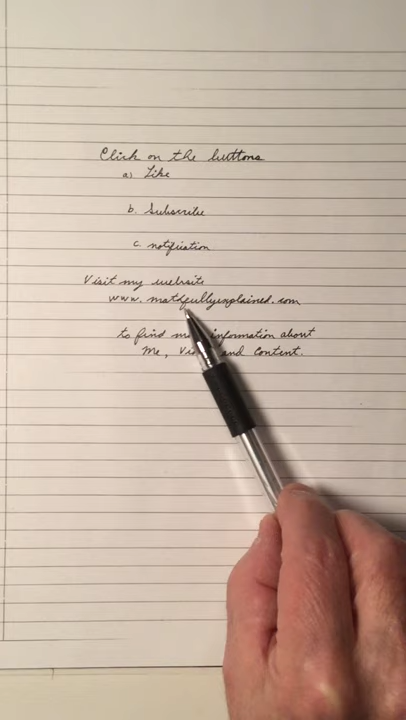 Click on the buttons
a) Like
b. Subscribe
c. notification
Visit my website
www.mathfullyexplained.com
to find information about
Me, and Content.